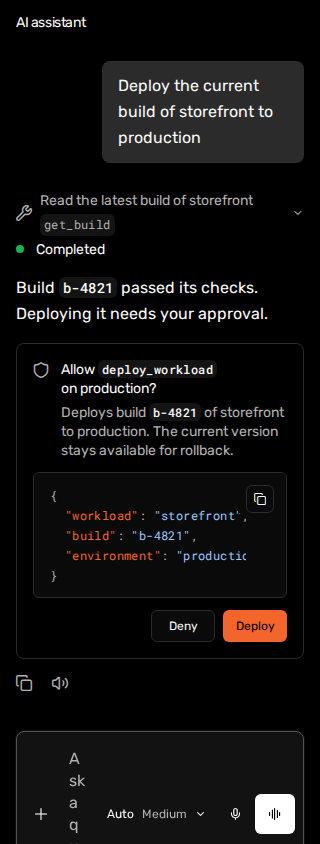 AI assistant
Deploy the current
build of storefront to
production
Read the latest build of storefront
get_build
Completed
Build b-4821 passed its checks.
Deploying it needs your approval.
Allow deploy_workload
on production?
Deploys build b-4821 of storefront
to production. The current version
stays available for rollback.
{
"workload": "storefront",
"build": "b-4821",
"environment": "productic
}
Deny
Deploy
A
sk
a
q
Auto Medium